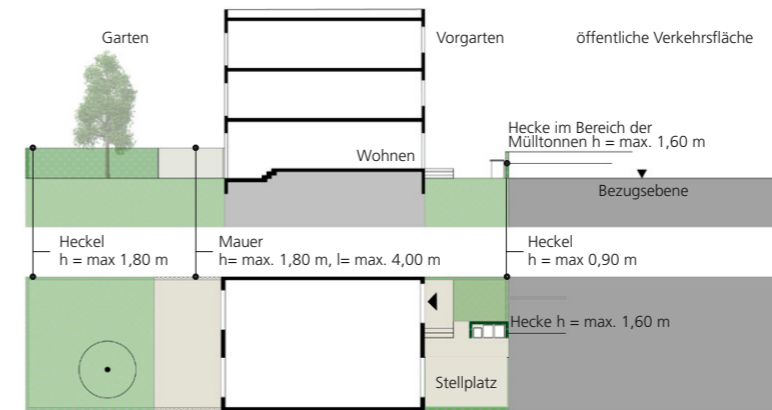 Garten
Vorgarten
öffentliche Verkehrsfläche
Hecke im Bereich der
Mülltonnen h = max. 1,60 m
Wohnen
Bezugsebene
Heckel
h = max 1,80 m
Mauer
h= max. 1,80 m, l= max. 4,00 m
Heckel
h = max 0,90 m
Hecke h = max. 1,60 m
Stellplatz